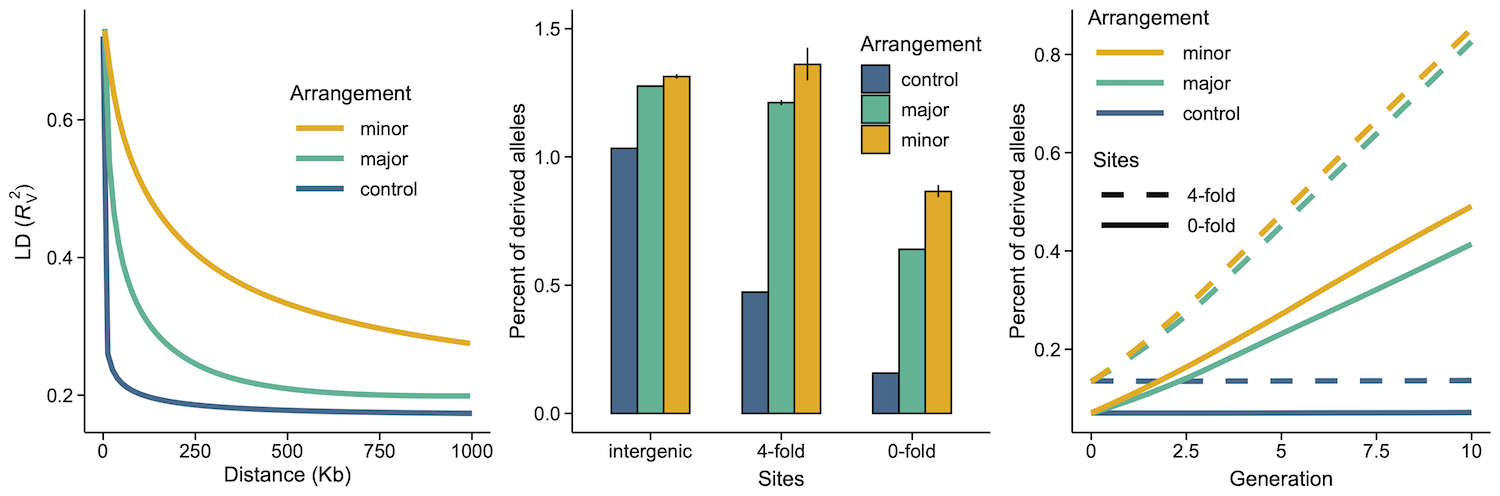 LD (R_V^2)
0.6
0.4
0.2
Arrangement
minor
major
control
0 250 500 750 1000
Distance (Kb)
Percent of derived alleles
1.5
1.0
0.5
0.0
Arrangement
control
major
minor
intergenic 4-fold 0-fold
Sites
Percent of derived alleles
0.8
0.6
0.4
0.2
Arrangement
minor
major
control
Sites
4-fold
0-fold
0 2.5 5 7.5 10
Generation